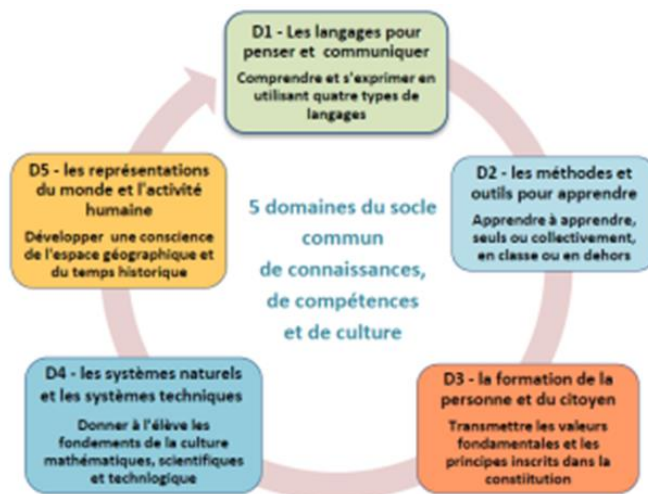 D1 - Les langages pour
penser et communiquer
Comprendre et s'exprimer en
utilisant quatre types de
langages
D2 - les méthodes et
outils pour apprendre
Apprendre à apprendre,
seuls ou collectivement,
en classe ou en dehors
D3 - la formation de la
personne et du citoyen
Transmettre les valeurs
fondamentales et les
principes inscrits dans la
constiitution
D4 - les systèmes naturels
et les systèmes techniques
Donner à l'élève les
fondements de la culture
mathématiques, scientifiques
et technlogique
D5 - les représentations
du monde et l'activité
humaine
Développer une conscience
de l'espace géographique et
du temps historique
5 domaines du socle
commun
de connaissances,
de compétences
et de culture